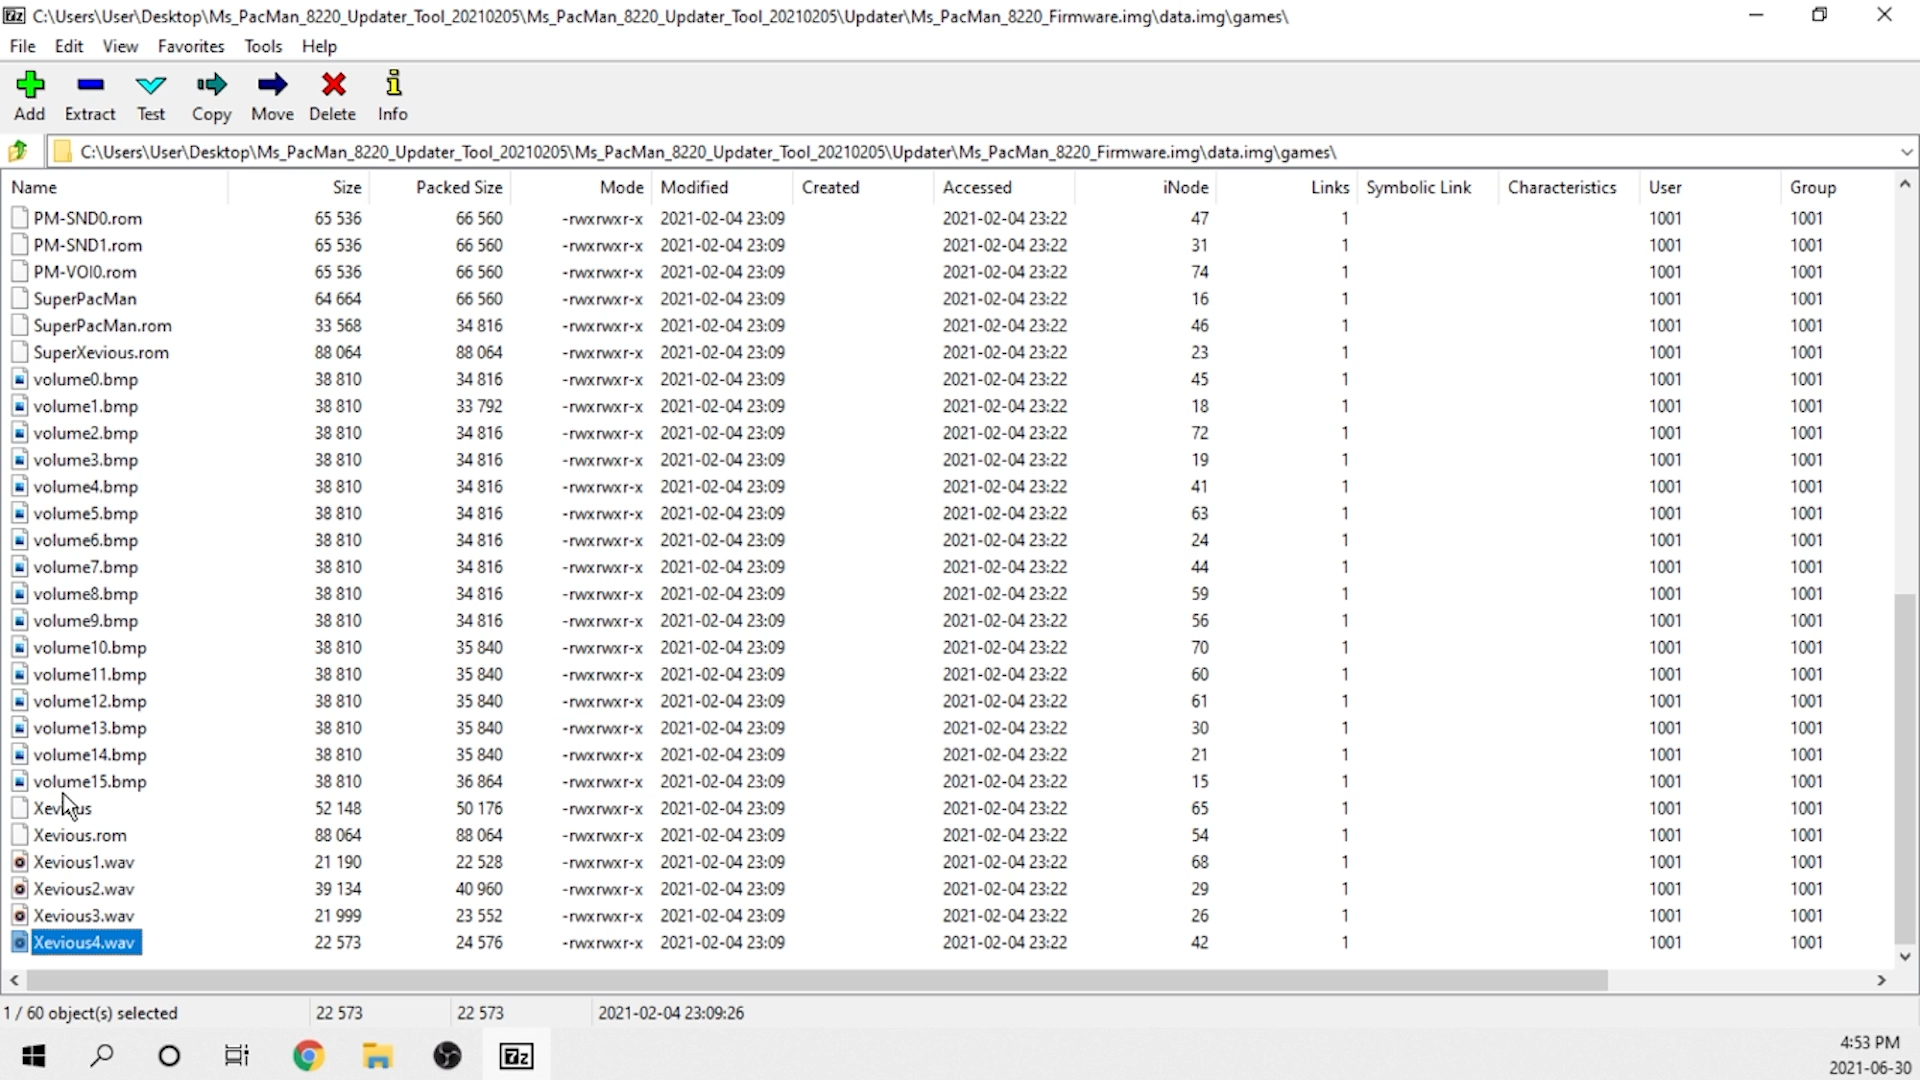 C:\Users\User\Desktop\Ms_PacMan_8220_Updater_Tool_20210205\Ms_PacMan_8220_Updater_Tool_20210205\Updater\Ms_PacMan_8220_Firmware.img\data.img\games\
File Edit View Favorites Tools Help
Add Extract Test Copy Move Delete Info
C:\Users\User\Desktop\Ms_PacMan_8220_Updater_Tool_20210205\Ms_PacMan_8220_Updater_Tool_20210205\Updater\Ms_PacMan_8220_Firmware.img\data.img\games\
Name Size Packed Size Mode Modified Created Accessed iNode Links Symbolic Link Characteristics User Group
PM-SND0.rom 65 536 66 560 -rwxrwxr-x 2021-02-04 23:09 2021-02-04 23:22 47 1 1001 1001
PM-SND1.rom 65 536 66 560 -rwxrwxr-x 2021-02-04 23:09 2021-02-04 23:22 31 1 1001 1001
PM-VOI0.rom 65 536 66 560 -rwxrwxr-x 2021-02-04 23:09 2021-02-04 23:22 74 1 1001 1001
SuperPacMan 64 664 66 560 -rwxrwxr-x 2021-02-04 23:09 2021-02-04 23:22 16 1 1001 1001
SuperPacMan.rom 33 568 34 816 -rwxrwxr-x 2021-02-04 23:09 2021-02-04 23:22 46 1 1001 1001
SuperXevious.rom 88 064 88 064 -rwxrwxr-x 2021-02-04 23:09 2021-02-04 23:22 23 1 1001 1001
volume0.bmp 38 810 34 816 -rwxrwxr-x 2021-02-04 23:09 2021-02-04 23:22 45 1 1001 1001
volume1.bmp 38 810 33 792 -rwxrwxr-x 2021-02-04 23:09 2021-02-04 23:22 18 1 1001 1001
volume2.bmp 38 810 34 816 -rwxrwxr-x 2021-02-04 23:09 2021-02-04 23:22 72 1 1001 1001
volume3.bmp 38 810 34 816 -rwxrwxr-x 2021-02-04 23:09 2021-02-04 23:22 19 1 1001 1001
volume4.bmp 38 810 34 816 -rwxrwxr-x 2021-02-04 23:09 2021-02-04 23:22 41 1 1001 1001
volume5.bmp 38 810 34 816 -rwxrwxr-x 2021-02-04 23:09 2021-02-04 23:22 63 1 1001 1001
volume6.bmp 38 810 34 816 -rwxrwxr-x 2021-02-04 23:09 2021-02-04 23:22 24 1 1001 1001
volume7.bmp 38 810 34 816 -rwxrwxr-x 2021-02-04 23:09 2021-02-04 23:22 44 1 1001 1001
volume8.bmp 38 810 34 816 -rwxrwxr-x 2021-02-04 23:09 2021-02-04 23:22 59 1 1001 1001
volume9.bmp 38 810 34 816 -rwxrwxr-x 2021-02-04 23:09 2021-02-04 23:22 56 1 1001 1001
volume10.bmp 38 810 35 840 -rwxrwxr-x 2021-02-04 23:09 2021-02-04 23:22 70 1 1001 1001
volume11.bmp 38 810 35 840 -rwxrwxr-x 2021-02-04 23:09 2021-02-04 23:22 60 1 1001 1001
volume12.bmp 38 810 35 840 -rwxrwxr-x 2021-02-04 23:09 2021-02-04 23:22 61 1 1001 1001
volume13.bmp 38 810 35 840 -rwxrwxr-x 2021-02-04 23:09 2021-02-04 23:22 30 1 1001 1001
volume14.bmp 38 810 35 840 -rwxrwxr-x 2021-02-04 23:09 2021-02-04 23:22 21 1 1001 1001
volume15.bmp 38 810 36 864 -rwxrwxr-x 2021-02-04 23:09 2021-02-04 23:22 15 1 1001 1001
Xevious 52 148 50 176 -rwxrwxr-x 2021-02-04 23:09 2021-02-04 23:22 65 1 1001 1001
Xevious.rom 88 064 88 064 -rwxrwxr-x 2021-02-04 23:09 2021-02-04 23:22 54 1 1001 1001
Xevious1.wav 21 190 22 528 -rwxrwxr-x 2021-02-04 23:09 2021-02-04 23:22 68 1 1001 1001
Xevious2.wav 39 134 40 960 -rwxrwxr-x 2021-02-04 23:09 2021-02-04 23:22 29 1 1001 1001
Xevious3.wav 21 999 23 552 -rwxrwxr-x 2021-02-04 23:09 2021-02-04 23:22 26 1 1001 1001
Xevious4.wav 22 573 24 576 -rwxrwxr-x 2021-02-04 23:09 2021-02-04 23:22 42 1 1001 1001
1 / 60 object(s) selected 22 573 22 573 2021-02-04 23:09:26
7z
4:53 PM
2021-06-30